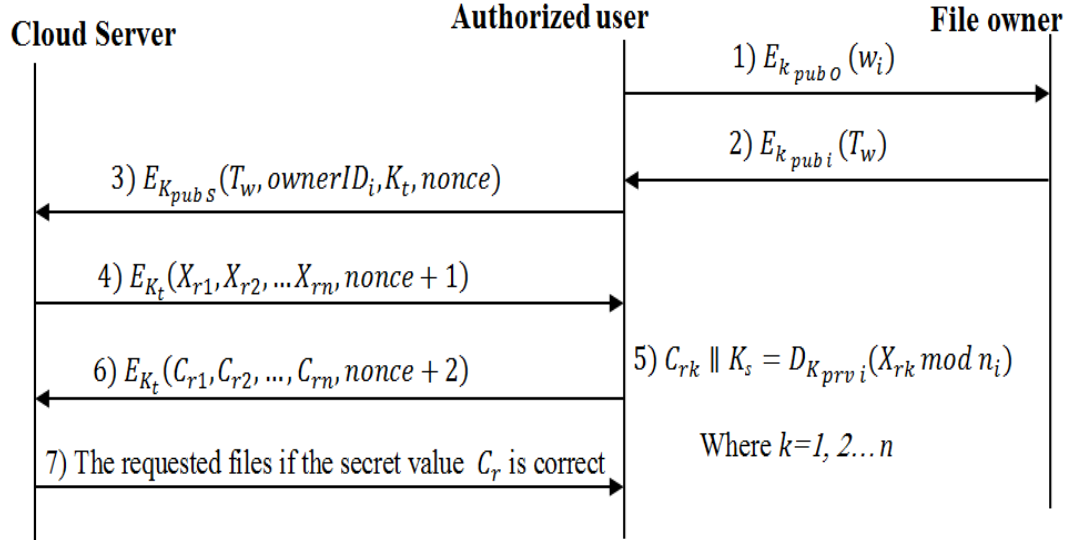 Cloud Server
Authorized user
File owner
1) E_{k_{pub O}}(w_i)
2) E_{k_{pub i}}(T_w)
3) E_{K_{pub S}}(T_w, ownerID_i, K_t, nonce)
4) E_{K_t}(X_{r1}, X_{r2}, ... X_{rn}, nonce + 1)
5) C_{rk} ∥ K_s = D_{K_{prv i}}(X_{rk} mod n_i)
6) E_{K_t}(C_{r1}, C_{r2}, ..., C_{rn}, nonce + 2)
Where k=1, 2… n
7) The requested files if the secret value C_r is correct